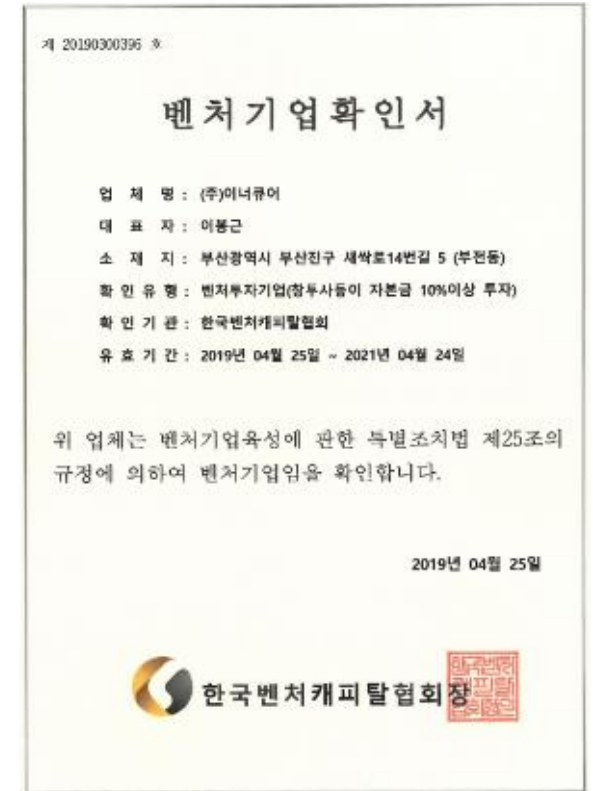 제 20190300396 호
벤처기업확인서
업 체 명 : (주)이너큐어
대 표 자 : 이봉근
소 재 지 : 부산광역시 부산진구 새싹로14번길 5 (부전동)
확 인 유 형 : 벤처투자기업(창투사등이 자본금 10%이상 투자)
확 인 기 관 : 한국벤처캐피탈협회
유 효 기 간 : 2019년 04월 25일 ~ 2021년 04월 24일
위 업체는 벤처기업육성에 관한 특별조치법 제25조의
규정에 의하여 벤처기업임을 확인합니다.
2019년 04월 25일
한국벤처캐피탈협회장